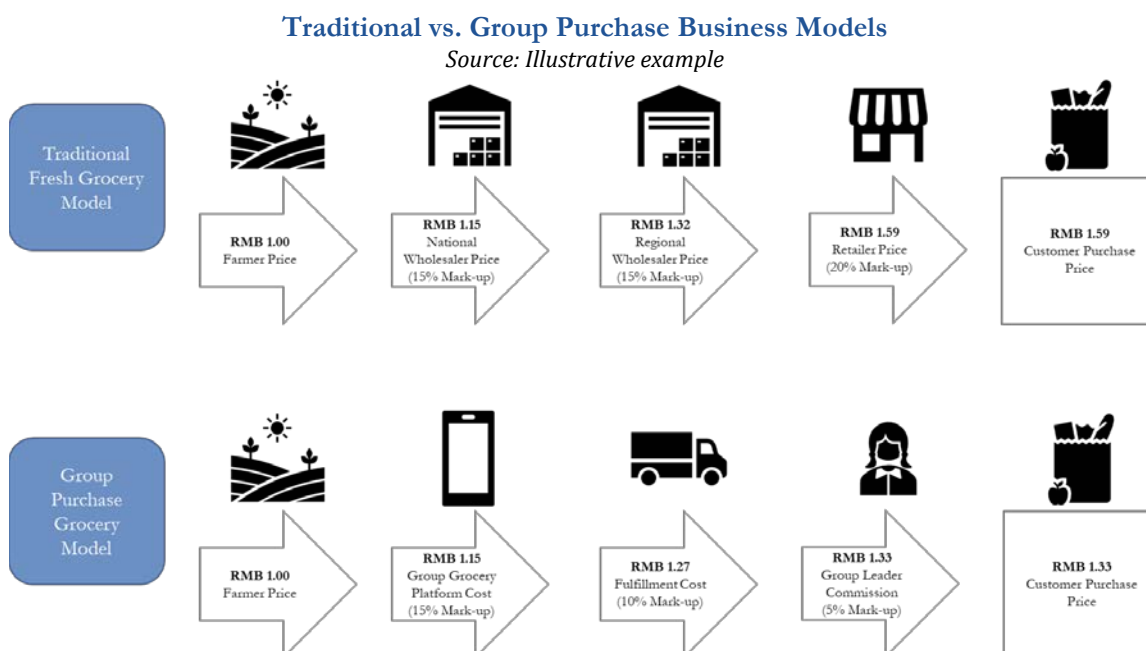 Traditional vs. Group Purchase Business Models
Source: Illustrative example
Traditional
Fresh Grocery
Model
RMB 1.00
Farmer Price
RMB 1.15
National
Wholesaler Price
(15% Mark-up)
RMB 1.32
Regional
Wholesaler Price
(15% Mark-up)
RMB 1.59
Retailer Price
(20% Mark-up)
RMB 1.59
Customer Purchase
Price
Group
Purchase
Grocery
Model
RMB 1.00
Farmer Price
RMB 1.15
Group Grocery
Platform Cost
(15% Mark-up)
RMB 1.27
Fulfillment Cost
(10% Mark-up)
RMB 1.33
Group Leader
Commission
(5% Mark-up)
RMB 1.33
Customer Purchase
Price